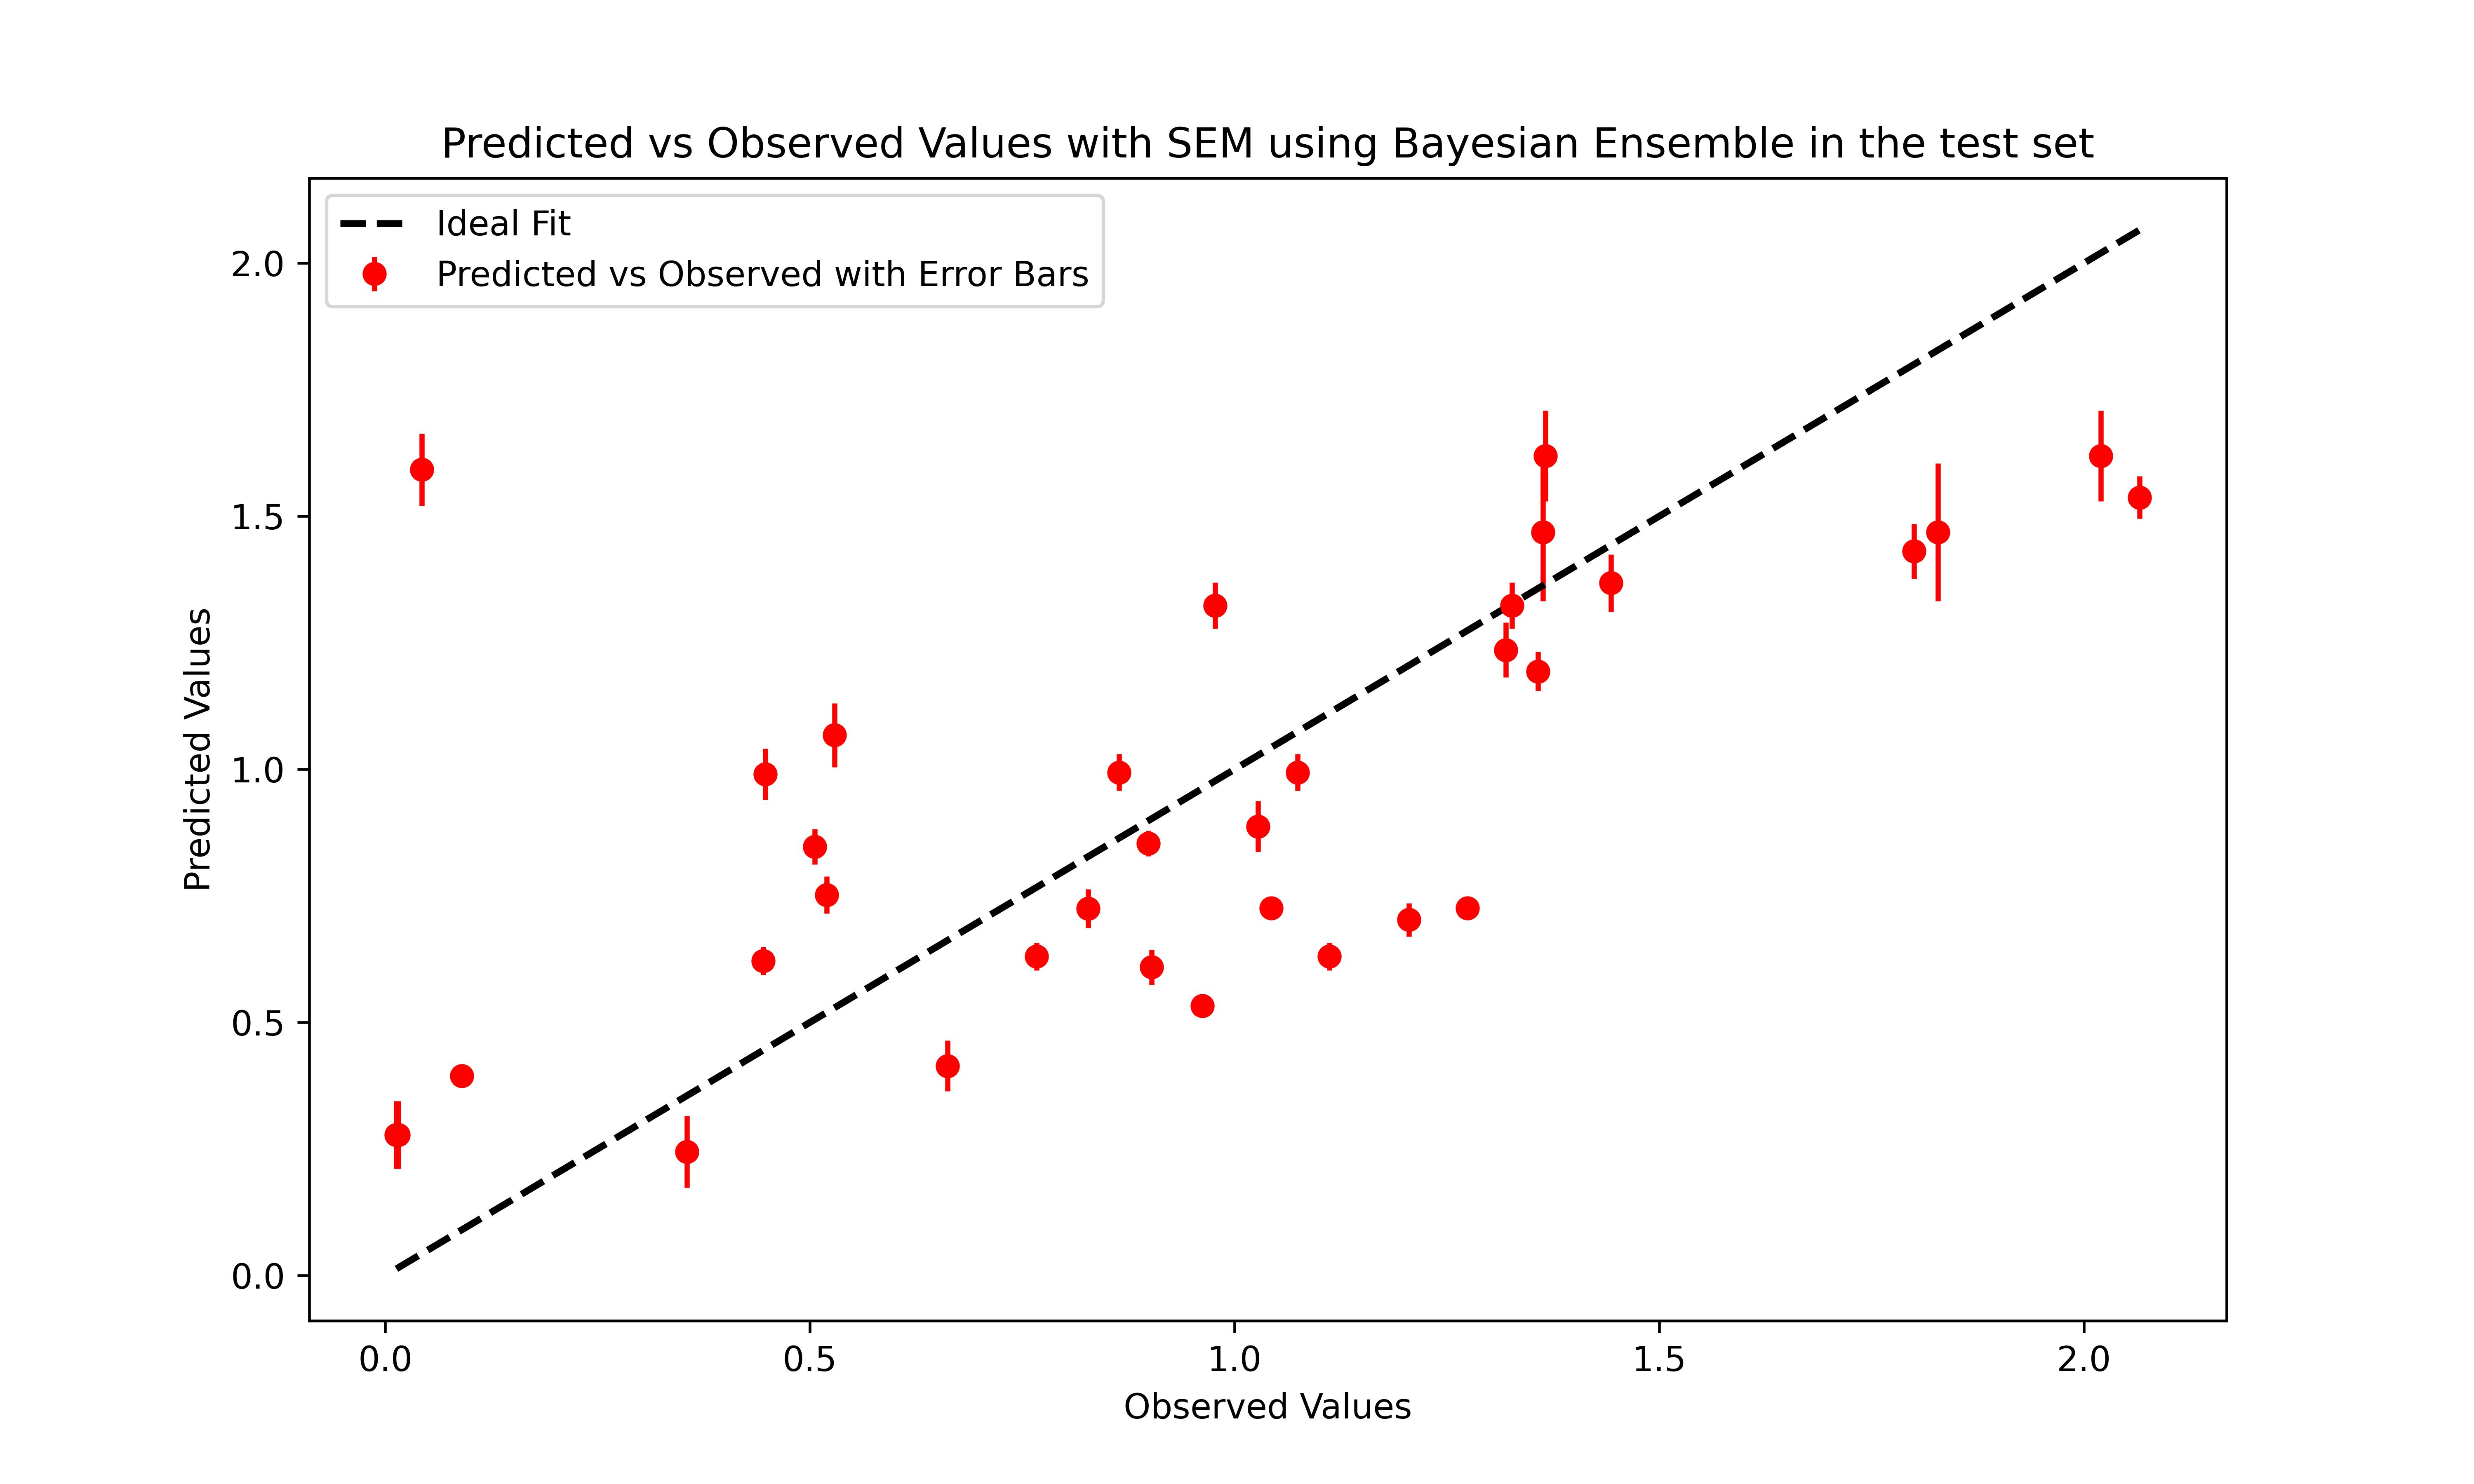 Predicted vs Observed Values with SEM using Bayesian Ensemble in the test set
Ideal Fit
Predicted vs Observed with Error Bars
Predicted Values
2.0
1.5
1.0
0.5
0.0
0.0 0.5 1.0 1.5 2.0
Observed Values